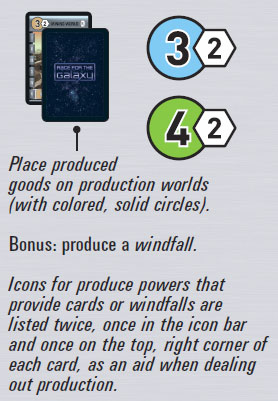 MINING WORLD
RACE FOR THE
GALAXY
3 2
4 2
Place produced
goods on production worlds
(with colored, solid circles).
Bonus: produce a windfall.
Icons for produce powers that
provide cards or windfalls are
listed twice, once in the icon bar
and once on the top, right corner of
each card, as an aid when dealing
out production.